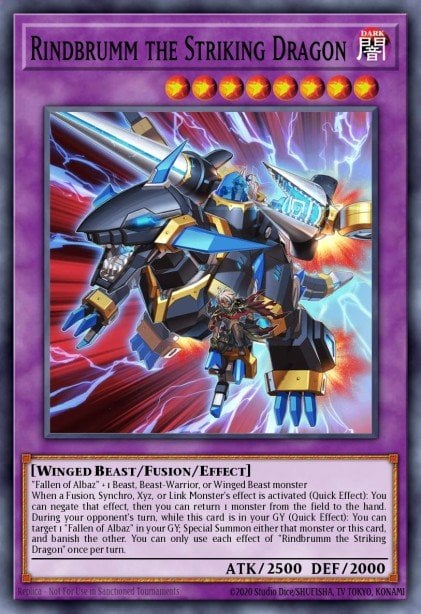 RINDBRUMM THE STRIKING DRAGON
DARK
闇
[WINGED BEAST/FUSION/EFFECT]
"Fallen of Albaz" + 1 Beast, Beast-Warrior, or Winged Beast monster
When a Fusion, Synchro, Xyz, or Link Monster's effect is activated (Quick Effect): You
can negate that effect, then you can return 1 monster from the field to the hand.
During your opponent's turn, while this card is in your GY (Quick Effect): You can
target 1 "Fallen of Albaz" in your GY; Special Summon either that monster or this card,
and banish the other. You can only use each effect of "Rindbrumm the Striking
Dragon" once per turn.
ATK/2500 DEF/2000
Replica - Not For Use in Sanctioned Tournaments
©2020 Studio Dice/SHUEISHA, TV TOKYO, KONAMI